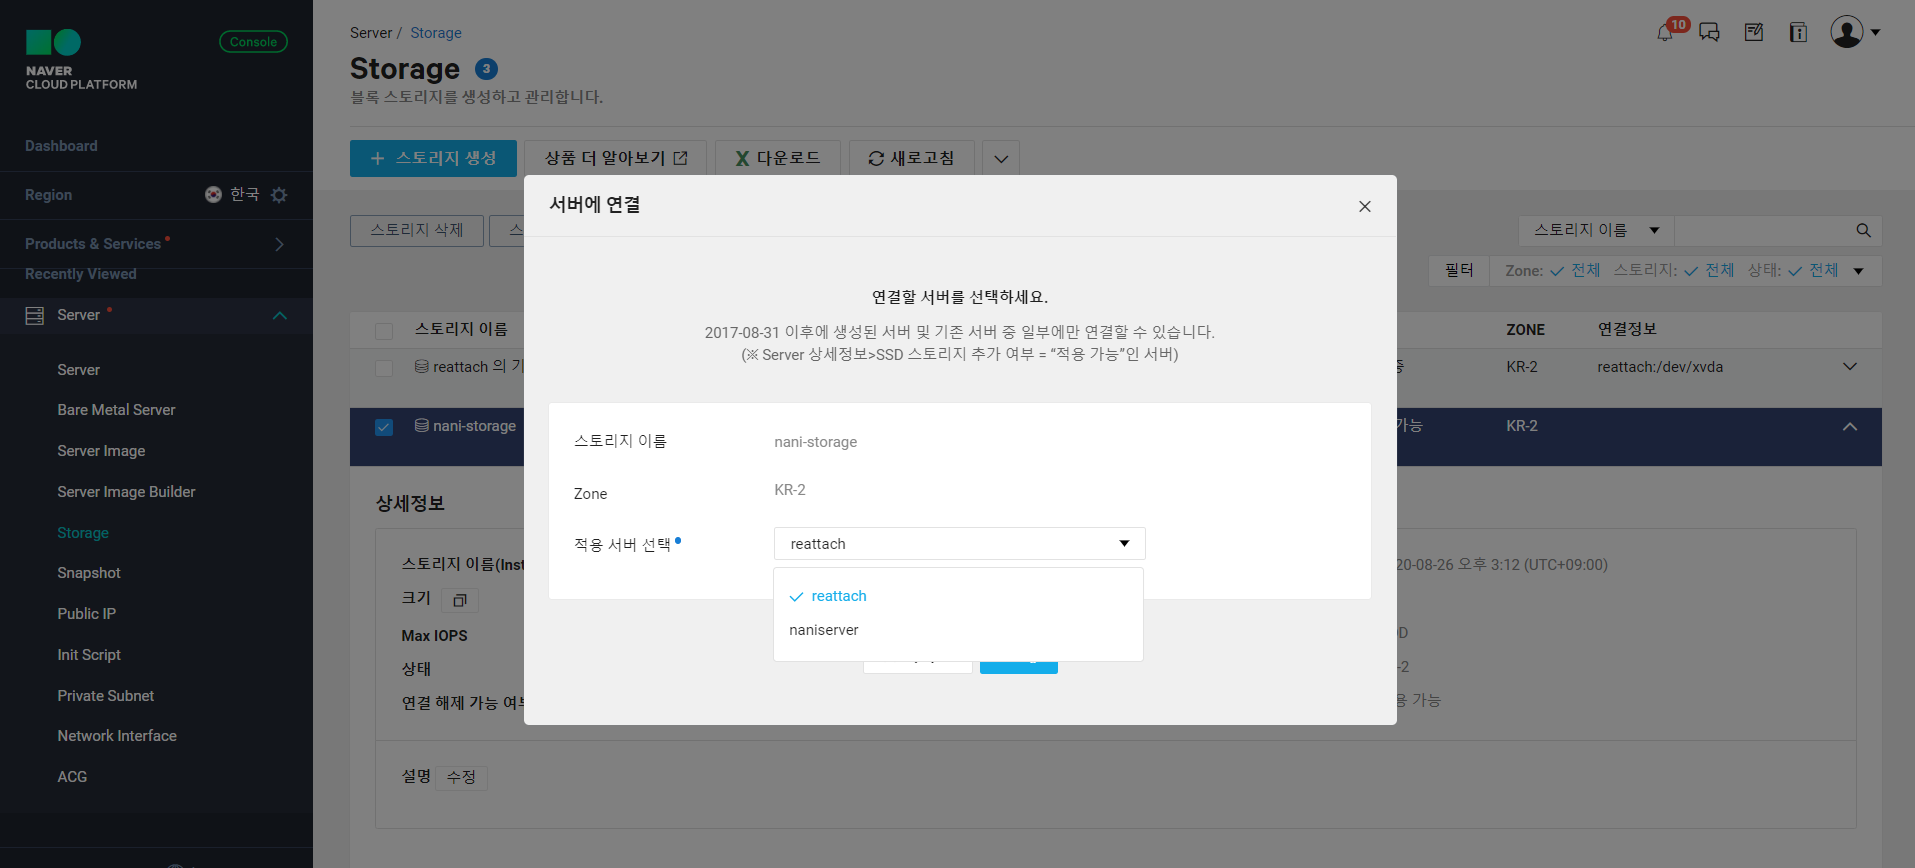 NAVER
CLOUD PLATFORM
Console
Dashboard
Region
한국
Products & Services
Recently Viewed
Server
Server
Bare Metal Server
Server Image
Server Image Builder
Storage
Snapshot
Public IP
Init Script
Private Subnet
Network Interface
ACG
Server / Storage
10
Storage 3
블록 스토리지를 생성하고 관리합니다.
+ 스토리지 생성
상품 더 알아보기
다운로드
새로고침
스토리지 삭제
스토리지 이름
필터
Zone: 전체 스토리지: 전체 상태: 전체
스토리지 이름
ZONE
연결정보
reattach 의 기
중
KR-2
reattach:/dev/xvda
nani-storage
가능
KR-2
상세정보
스토리지 이름(Inst
20-08-26 오후 3:12 (UTC+09:00)
크기
Max IOPS
상태
-2
연결 해제 가능 여부
용 가능
설명 수정
서버에 연결
연결할 서버를 선택하세요.
2017-08-31 이후에 생성된 서버 및 기존 서버 중 일부에만 연결할 수 있습니다.
(※ Server 상세정보>SSD 스토리지 추가 여부 = “적용 가능”인 서버)
스토리지 이름
nani-storage
Zone
KR-2
적용 서버 선택
reattach
reattach
naniserver